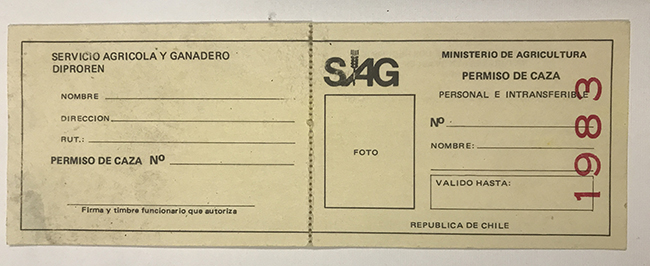 SERVICIO AGRICOLA Y GANADERO
DIPROREN
NOMBRE
DIRECCION
RUT.:
PERMISO DE CAZA Nº
Firma y timbre funcionario que autoriza
SAG
MINISTERIO DE AGRICULTURA
PERMISO DE CAZA
PERSONAL E INTRANSFERIBLE
Nº
FOTO
NOMBRE:
VALIDO HASTA:
REPUBLICA DE CHILE
1983